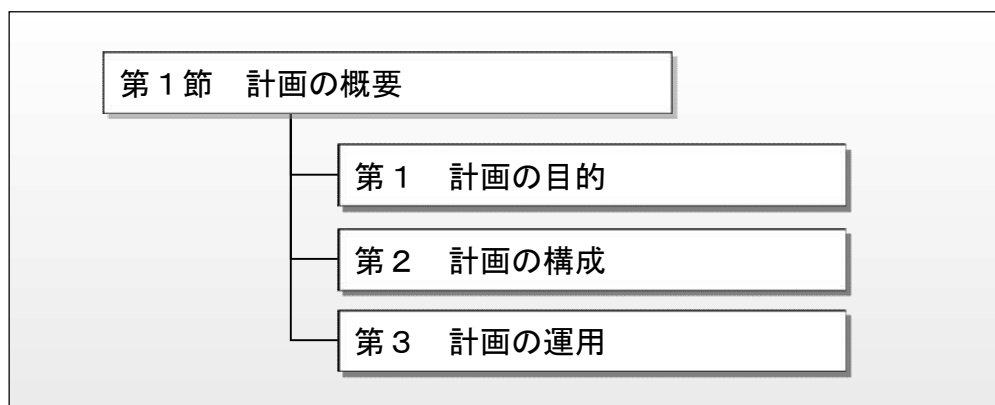 第１節　計画の概要
第１　計画の目的
第２　計画の構成
第３　計画の運用